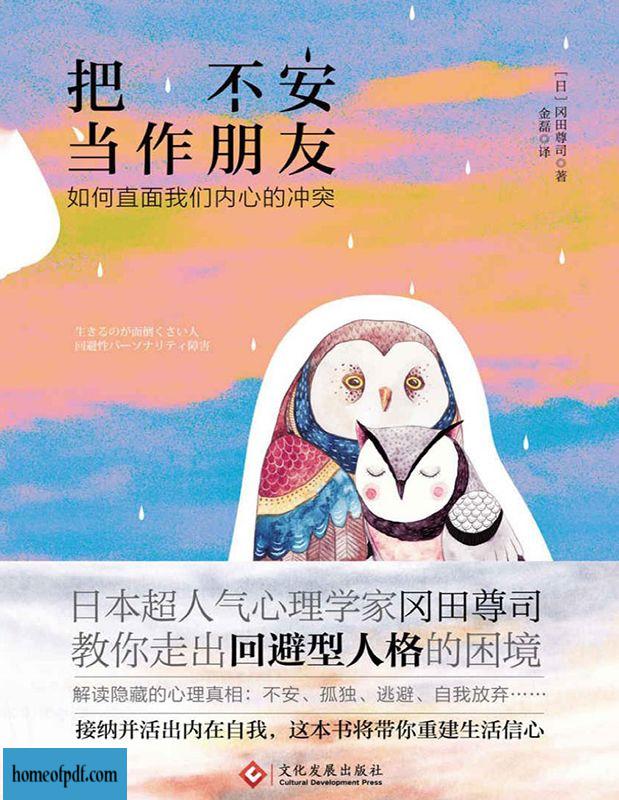 把 不安
当作朋友
如何直面我们内心的冲突
[日]冈田尊司◎著
金磊◎译
生きるのが面倒くさい人
回避性パーソナリティ障害
日本超人气心理学家冈田尊司
教你走出回避型人格的困境
解读隐藏的心理真相：不安、孤独、逃避、自我放弃……
接纳并活出内在自我，这本书将带你重建生活信心
homeofpdf.com
文化发展出版社
Cultural Development Press